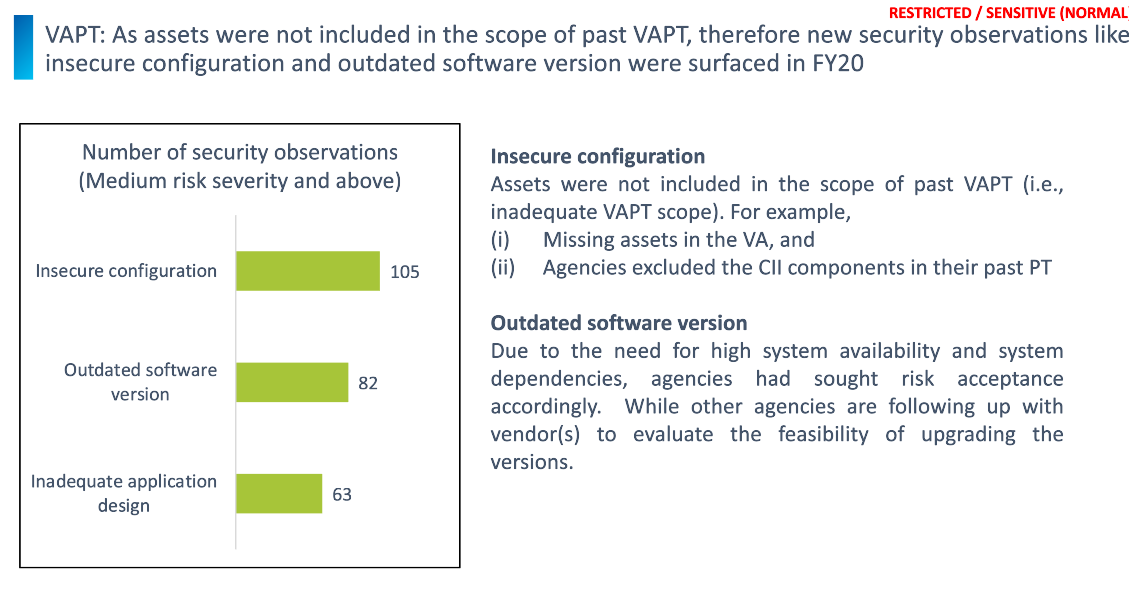 RESTRICTED / SENSITIVE (NORMAL)
VAPT: As assets were not included in the scope of past VAPT, therefore new security observations like
insecure configuration and outdated software version were surfaced in FY20
Number of security observations
(Medium risk severity and above)
Insecure configuration
105
Outdated software
version
82
Inadequate application
design
63
Insecure configuration
Assets were not included in the scope of past VAPT (i.e.,
inadequate VAPT scope). For example,
(i) Missing assets in the VA, and
(ii) Agencies excluded the CII components in their past PT
Outdated software version
Due to the need for high system availability and system
dependencies, agencies had sought risk acceptance
accordingly. While other agencies are following up with
vendor(s) to evaluate the feasibility of upgrading the
versions.